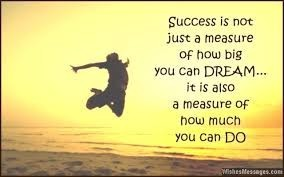 Success is not
just a measure
of how big
you can DREAM...
it is also
a measure of
how much
you can DO
WishesMessages.com